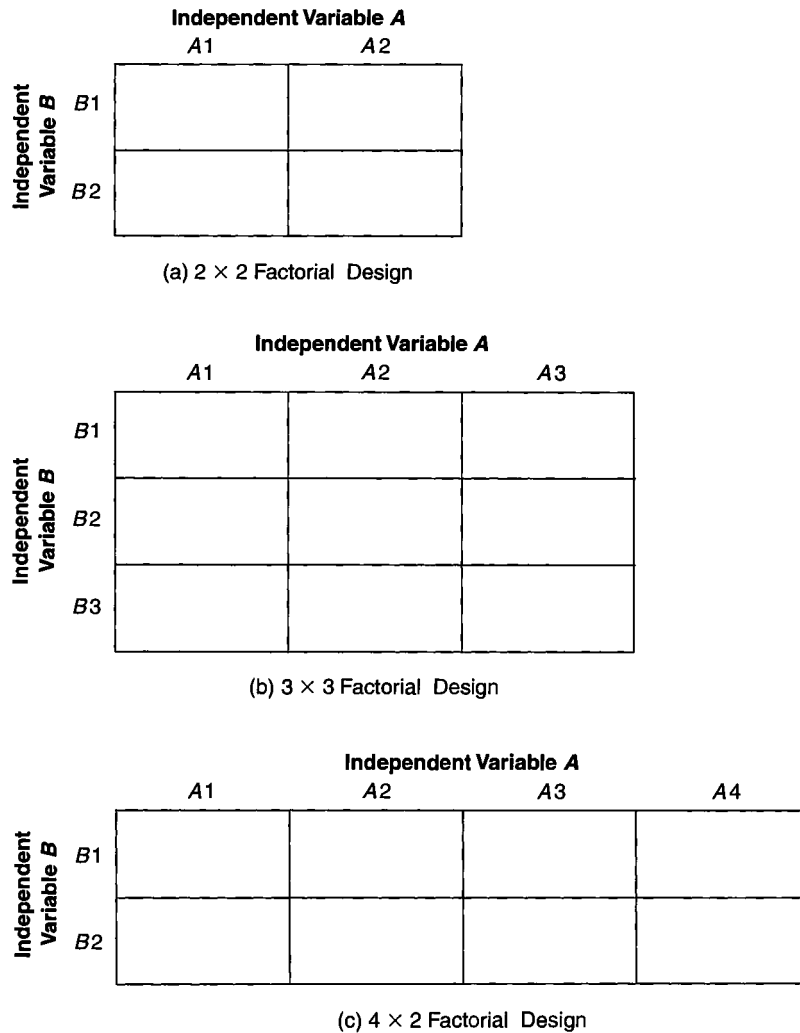 Independent Variable A
A1 A2
Independent
Variable B
B1
B2
(a) 2 × 2 Factorial Design
Independent Variable A
A1 A2 A3
Independent
Variable B
B1
B2
B3
(b) 3 × 3 Factorial Design
Independent Variable A
A1 A2 A3 A4
Independent
Variable B
B1
B2
(c) 4 × 2 Factorial Design